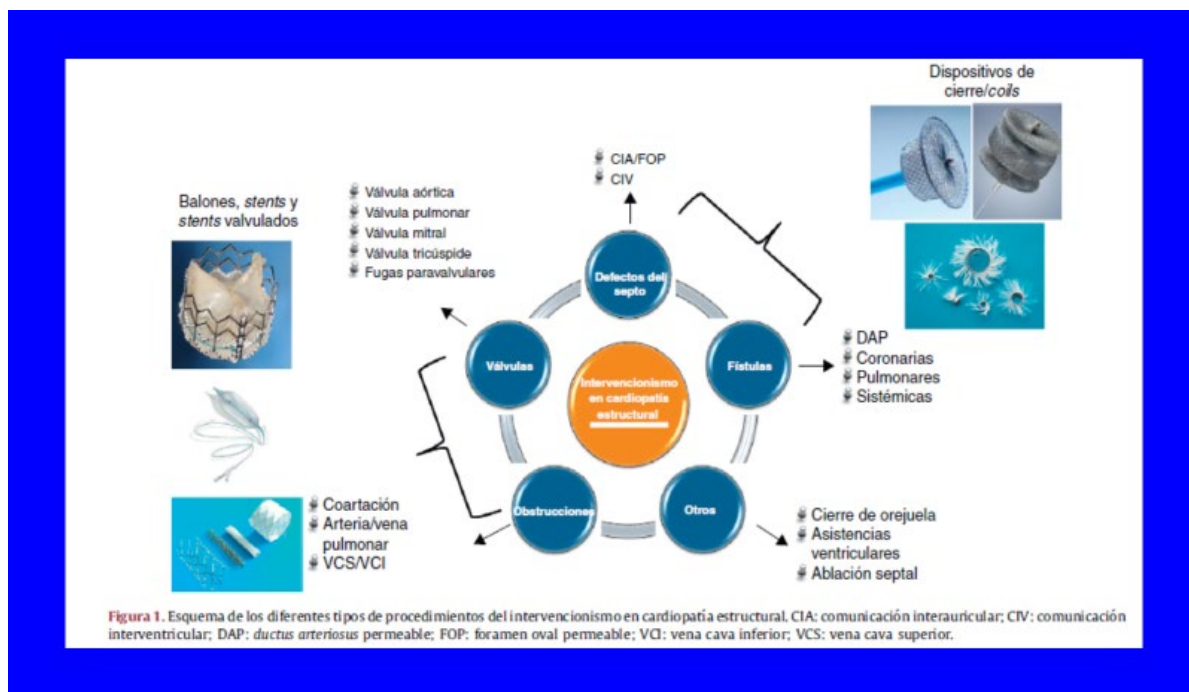 Dispositivos de
cierre/coils
CIA/FOP
CIV
Balones, stents y
stents valvulados
Válvula aórtica
Válvula pulmonar
Válvula mitral
Válvula tricúspide
Fugas paravalvulares
Defectos del
septo
Válvulas
Fístulas
DAP
Coronarias
Pulmonares
Sistémicas
Intervencionismo
en cardiopatía
estructural
Obstrucciones
Otros
Coartación
Arteria/vena
pulmonar
VCS/VCI
Cierre de orejuela
Asistencias
ventriculares
Ablación septal
Figura 1. Esquema de los diferentes tipos de procedimientos del intervencionismo en cardiopatía estructural. CIA: comunicación interauricular; CIV: comunicación
interventricular; DAP: ductus arteriosus permeable; FOP: foramen oval permeable; VCI: vena cava inferior; VCS: vena cava superior.